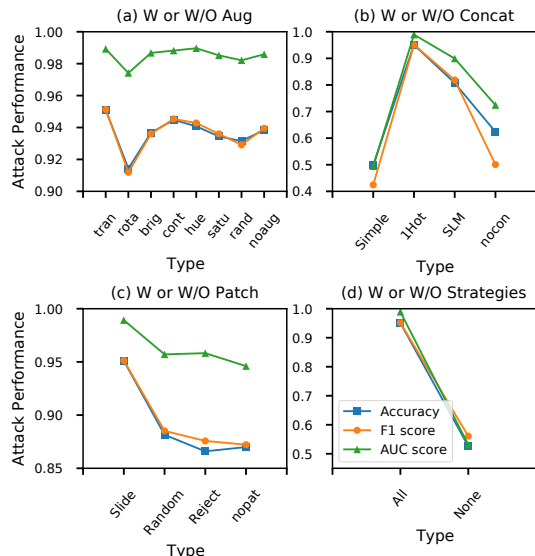 (a) W or W/O Aug
Attack Performance
1.00
0.98
0.96
0.94
0.92
0.90
tran
rota
brig
cont
hue
satu
rand
noaug
Type
(b) W or W/O Concat
1.0
0.9
0.8
0.7
0.6
0.5
0.4
Simple
1Hot
SLM
nocon
Type
(c) W or W/O Patch
Attack Performance
1.00
0.95
0.90
0.85
Slide
Random
Reject
nopat
Type
(d) W or W/O Strategies
1.0
0.9
0.8
0.7
0.6
0.5
Accuracy
F1 score
AUC score
All
None
Type